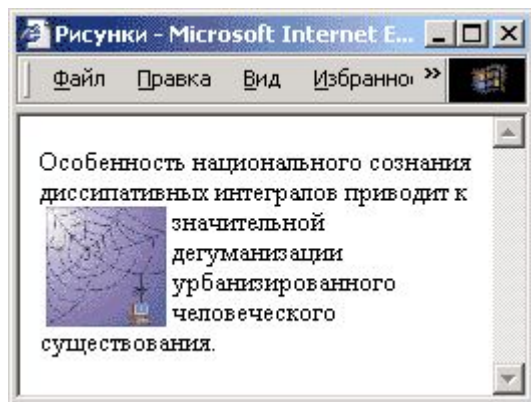 Рисунки - Microsoft Internet E...
Файл Правка Вид Избранно »
Особенность национального сознания
диссипативных интегралов приводит к
значительной
дегуманизации
урбанизированного
человеческого
существования.